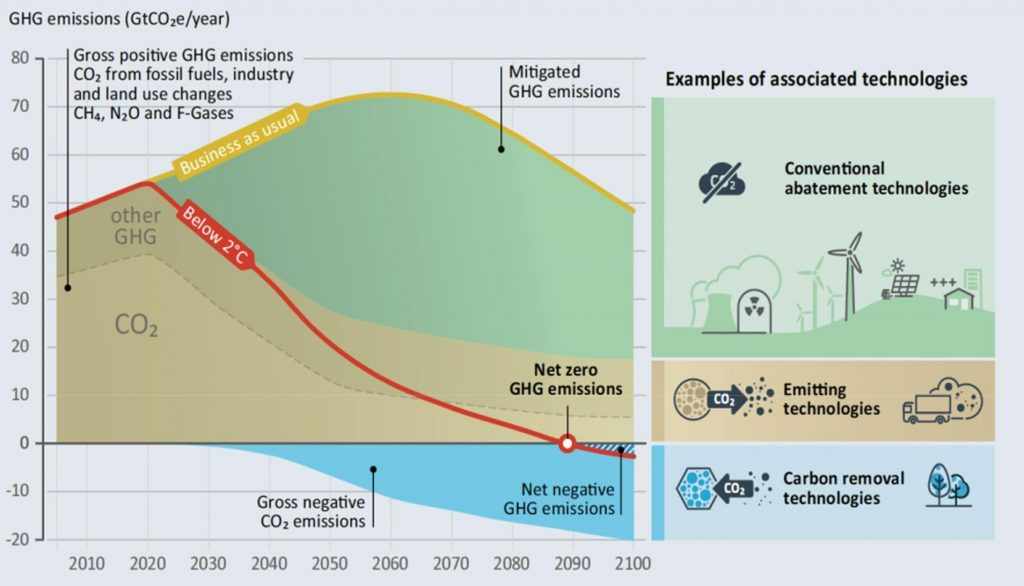 GHG emissions (GtCO₂e/year)
80
70
60
50
40
30
20
10
0
-10
-20
Gross positive GHG emissions
CO₂ from fossil fuels, industry
and land use changes
CH₄, N₂O and F-Gases
Business as usual
Mitigated
GHG emissions
Below 2°C
other
GHG
CO₂
Net zero
GHG emissions
Gross negative
CO₂ emissions
Net negative
GHG emissions
2010 2020 2030 2040 2050 2060 2070 2080 2090 2100
Examples of associated technologies
CO₂
Conventional
abatement technologies
CO₂
Emitting
technologies
CO₂
Carbon removal
technologies